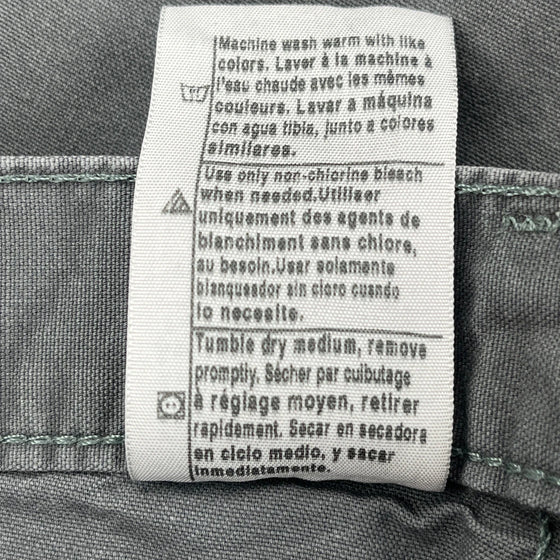 Machine wash warm with like
colors. Laver à la machine à
l'eau chaude avec les mêmes
couleurs. Lavar a máquina
con agua tibia, junto a colores
similares.
Use only non-chlorine bleach
when needed.Utiliser
uniquement des agents de
blanchiment sans chlore,
au besoin.Usar solamente
blanqueador sin cloro cuando
lo necesite.
Tumble dry medium, remove
promptly. Sécher par culbutage
à réglage moyen, retirer
rapidement. Secar en secadora
en ciclo medio, y sacar
inmediatamente.